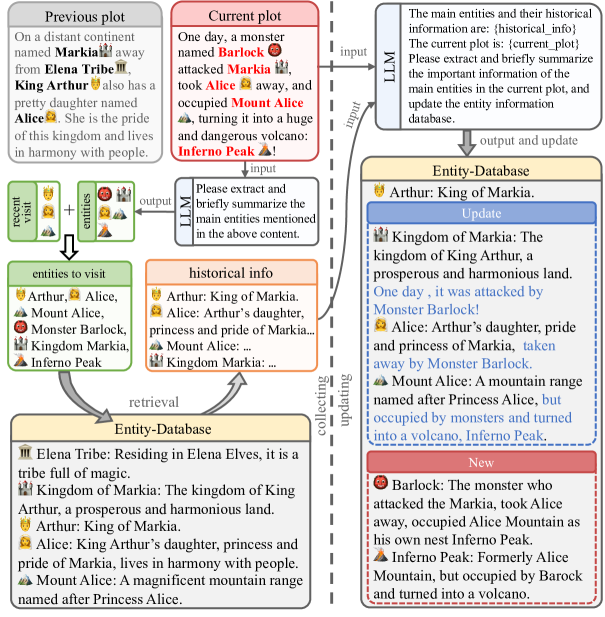 Previous plot
On a distant continent
named Markia away
from Elena Tribe,
King Arthur also has a
pretty daughter named
Alice. She is the pride
of this kingdom and lives
in harmony with people.
Current plot
One day, a monster
named Barlock
attacked Markia,
took Alice away, and
occupied Mount Alice
, turning it into a huge
and dangerous volcano:
Inferno Peak!
input
input
input
LLM
The main entities and their historical
information are: {historical_info}
The current plot is: {current_plot}
Please extract and briefly summarize
the important information of the
main entities in the current plot, and
update the entity information
database.
output and update
LLM
Please extract and
briefly summarize the
main entities mentioned
in the above content.
output
recent
visit
+
entities
entities to visit
Arthur, Alice,
Mount Alice,
Monster Barlock,
Kingdom Markia,
Inferno Peak
historical info
Arthur: King of Markia.
Alice: Arthur's daughter,
princess and pride of Markia...
Mount Alice: ...
Kingdom Markia: ...
retrieval
collecting
updating
Entity-Database
Elena Tribe: Residing in Elena Elves, it is a
tribe full of magic.
Kingdom of Markia: The kingdom of King
Arthur, a prosperous and harmonious land.
Arthur: King of Markia.
Alice: King Arthur's daughter, princess and
pride of Markia, lives in harmony with people.
Mount Alice: A magnificent mountain range
named after Princess Alice.
Entity-Database
Arthur: King of Markia.
Update
Kingdom of Markia: The
kingdom of King Arthur, a
prosperous and harmonious land.
One day , it was attacked by
Monster Barlock!
Alice: Arthur's daughter, pride
and princess of Markia, taken
away by Monster Barlock.
Mount Alice: A mountain range
named after Princess Alice, but
occupied by monsters and turned
into a volcano, Inferno Peak.
New
Barlock: The monster who
attacked the Markia, took Alice
away, occupied Alice Mountain as
his own nest Inferno Peak.
Inferno Peak: Formerly Alice
Mountain, but occupied by Barock
and turned into a volcano.